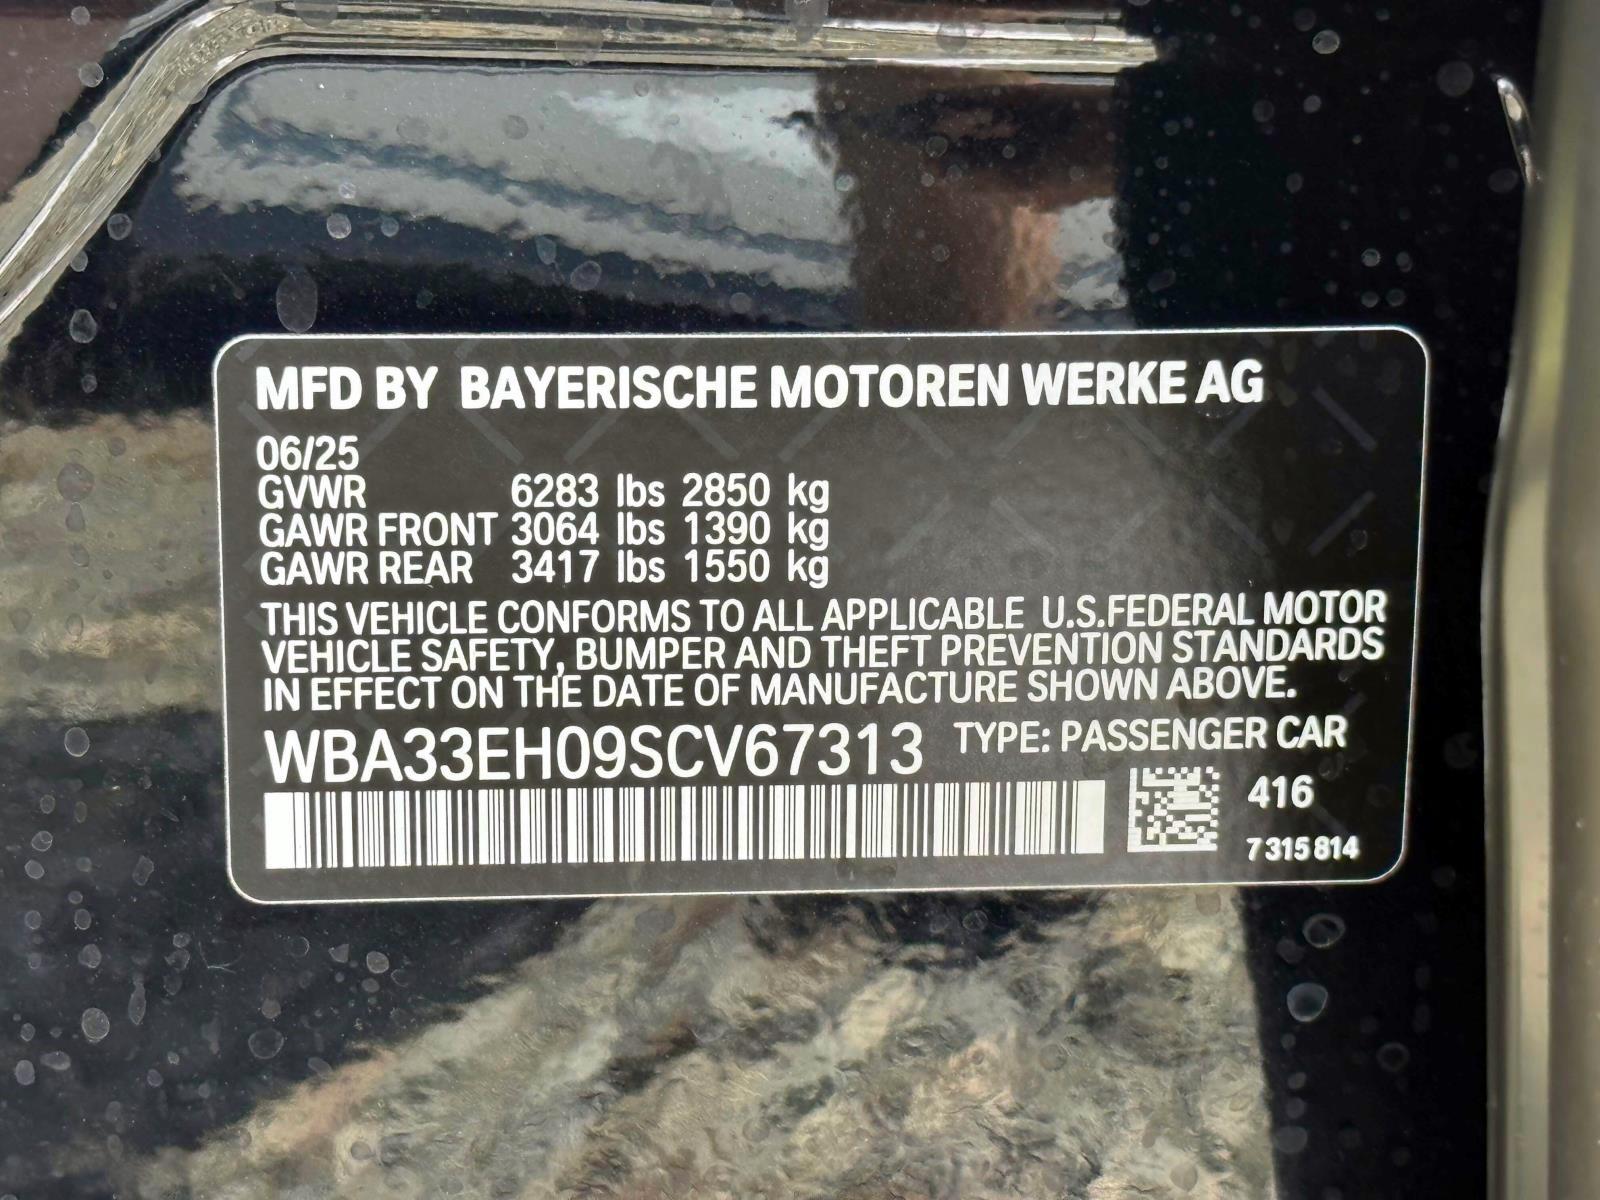 MFD BY BAYERISCHE MOTOREN WERKE AG
06/25
GVWR 6283 lbs 2850 kg
GAWR FRONT 3064 lbs 1390 kg
GAWR REAR 3417 lbs 1550 kg
THIS VEHICLE CONFORMS TO ALL APPLICABLE U.S.FEDERAL MOTOR
VEHICLE SAFETY, BUMPER AND THEFT PREVENTION STANDARDS
IN EFFECT ON THE DATE OF MANUFACTURE SHOWN ABOVE.
WBA33EH09SCV67313 TYPE: PASSENGER CAR
416
7 315 814